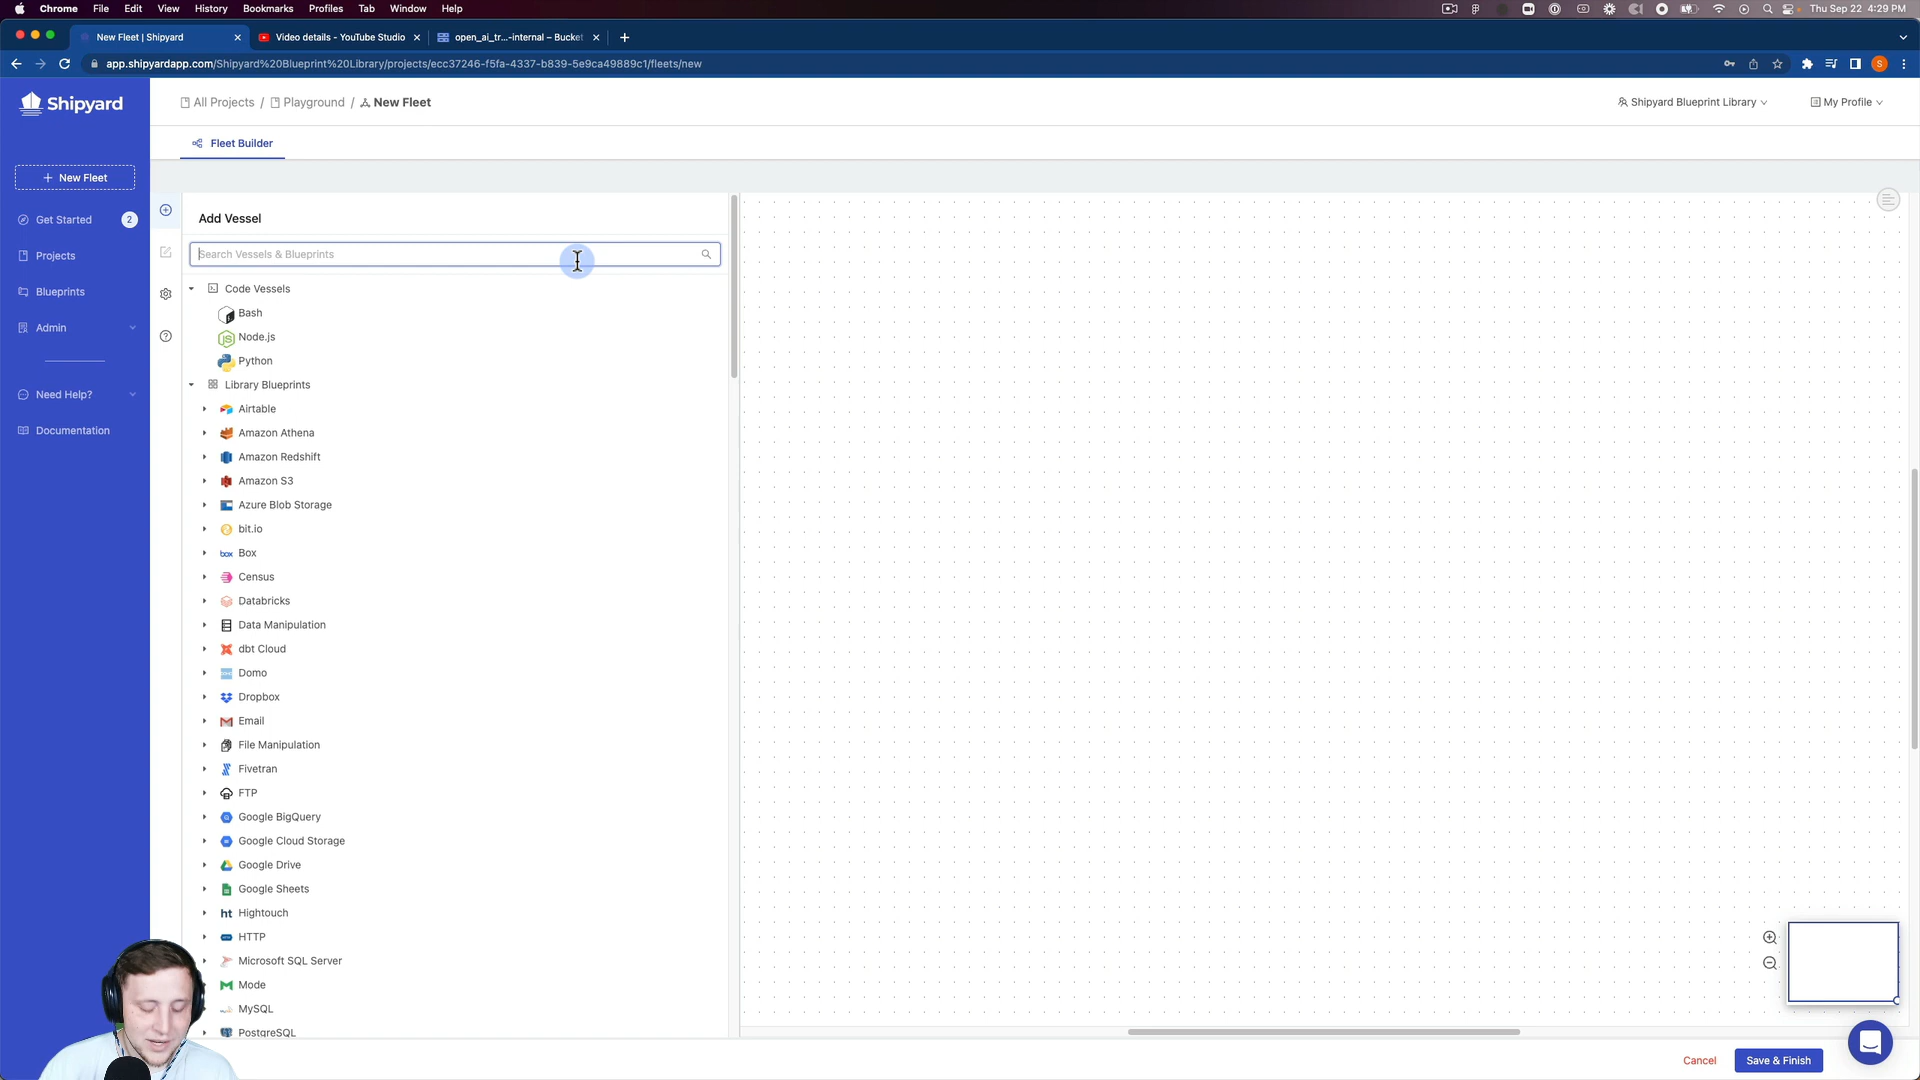 Chrome File Edit View History Bookmarks Profiles Tab Window Help Thu Sep 22 4:29 PM
New Fleet | Shipyard Video details - YouTube Studio open_ai_tr...-internal – Bucket
app.shipyardapp.com/Shipyard%20Blueprint%20Library/projects/ecc37246-f5fa-4337-b839-5e9ca49889c1/fleets/new S
Shipyard
All Projects / Playground / New Fleet Shipyard Blueprint Library My Profile
Fleet Builder
+ New Fleet
Get Started 2
Projects
Blueprints
Admin
Need Help?
Documentation
Add Vessel
Search Vessels & Blueprints
Code Vessels
Bash
Node.js
Python
Library Blueprints
Airtable
Amazon Athena
Amazon Redshift
Amazon S3
Azure Blob Storage
bit.io
box Box
Census
Databricks
Data Manipulation
dbt Cloud
Domo
Dropbox
Email
File Manipulation
Fivetran
FTP
Google BigQuery
Google Cloud Storage
Google Drive
Google Sheets
ht Hightouch
HTTP
Microsoft SQL Server
Mode
MySQL
PostgreSQL
Cancel Save & Finish